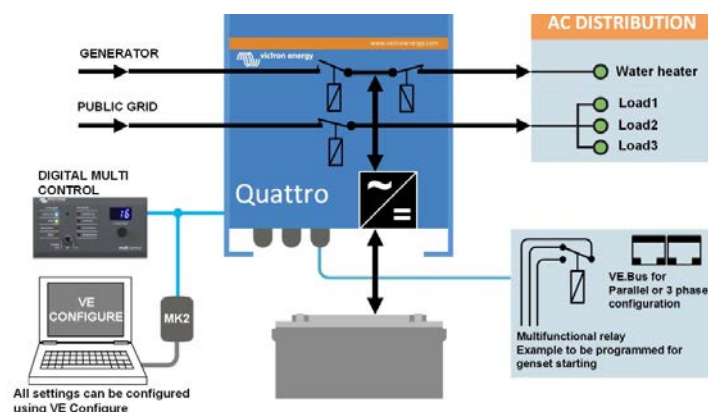 GENERATOR
victron energy
www.victronenergy.com
AC DISTRIBUTION
Water heater
PUBLIC GRID
Load1
Load2
Load3
DIGITAL MULTI
CONTROL
16
Quattro
VE
CONFIGURE
MK2
VE.Bus for
Parallel or 3 phase
configuration
Multifunctional relay
Example to be programmed for
genset starting
All settings can be configured
using VE Configure